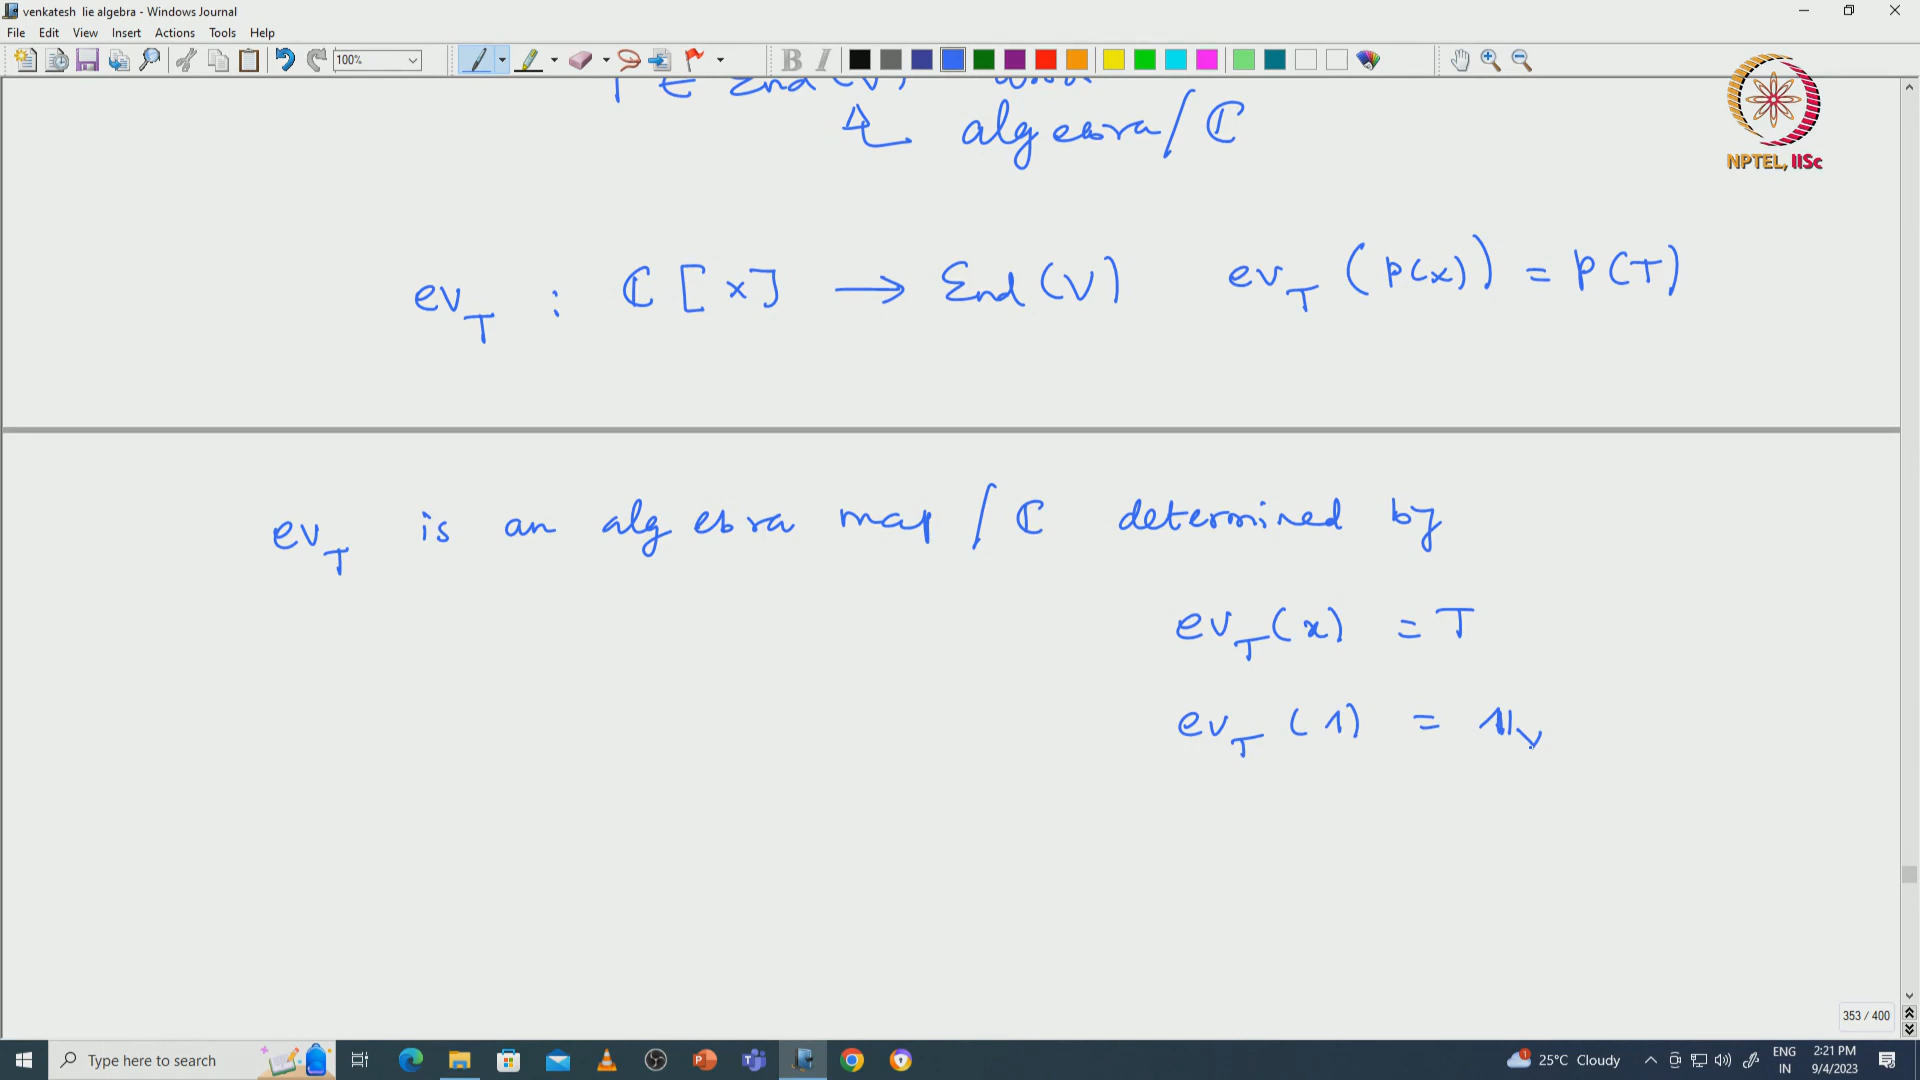 venkatesh lie algebra - Windows Journal
File Edit View Insert Actions Tools Help
100%
B I
NPTEL, IISc
T ∈ End(V)
algebra/ℂ
ev_T : ℂ[x] → End(V) ev_T(p(x)) = p(T)
ev_T is an algebra map /ℂ determined by
ev_T(x) = T
ev_T(1) = 1_V
353 / 400
Type here to search
25°C Cloudy
ENG
IN
2:21 PM
9/4/2023